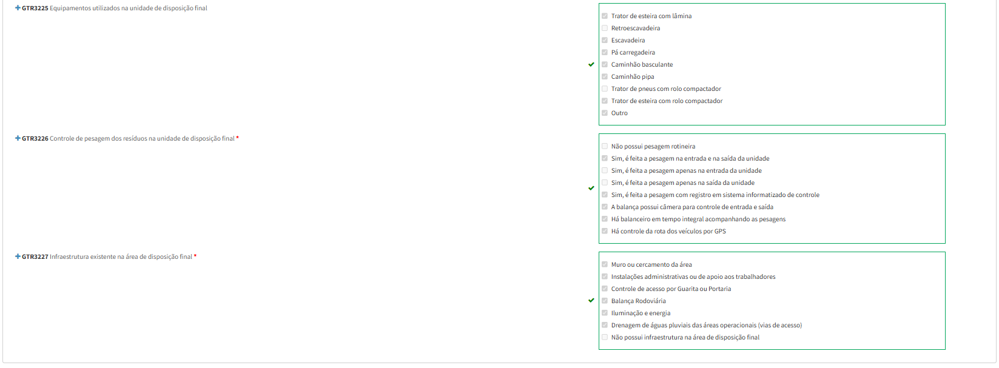 GTR3225 Equipamentos utilizados na unidade de disposição final
Trator de esteira com lâmina
Retroescavadeira
Escavadeira
Pá carregadeira
Caminhão basculante
Caminhão pipa
Trator de pneus com rolo compactador
Trator de esteira com rolo compactador
Outro
GTR3226 Controle de pesagem dos resíduos na unidade de disposição final *
Não possui pesagem rotineira
Sim, é feita a pesagem na entrada e na saída da unidade
Sim, é feita a pesagem apenas na entrada da unidade
Sim, é feita a pesagem apenas na saída da unidade
Sim, é feita a pesagem com registro em sistema informatizado de controle
A balança possui câmera para controle de entrada e saída
Há balanceiro em tempo integral acompanhando as pesagens
Há controle da rota dos veículos por GPS
GTR3227 Infraestrutura existente na área de disposição final *
Muro ou cercamento da área
Instalações administrativas ou de apoio aos trabalhadores
Controle de acesso por Guarita ou Portaria
Balança Rodoviária
Iluminação e energia
Drenagem de águas pluviais das áreas operacionais (vias de acesso)
Não possui infraestrutura na área de disposição final